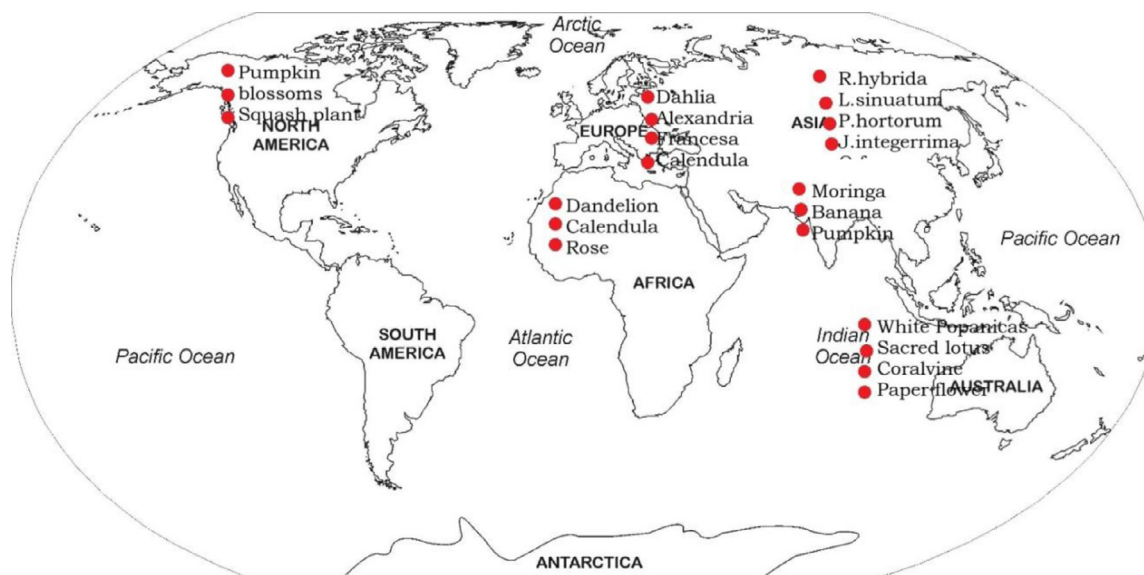 Arctic
Ocean
Pumpkin
blossoms
Squash plant
NORTH
AMERICA
Dahlia
Alexandria
EUROPE
Francesa
Calendula
R.hybrida
L.sinuatum
ASIA
P.hortorum
J.integerrima
Dandelion
Calendula
Rose
AFRICA
Moringa
Banana
Pumpkin
Pacific Ocean
SOUTH
AMERICA
Pacific Ocean
Atlantic
Ocean
Indian
Ocean
White Popanicas
Sacred lotus
Coralvine
Paper flower
AUSTRALIA
ANTARCTICA